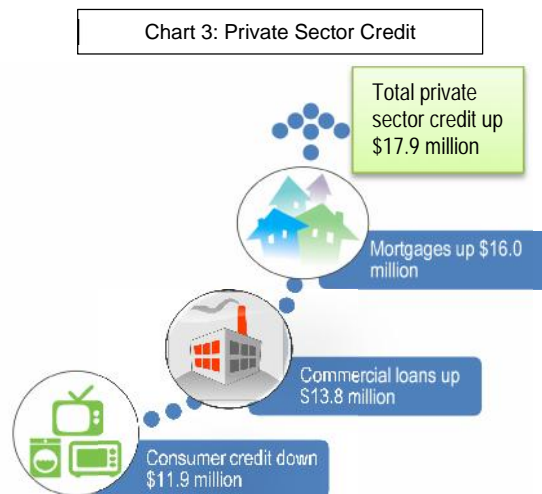 Chart 3: Private Sector Credit
Total private
sector credit up
$17.9 million
Mortgages up $16.0
million
Commercial loans up
$13.8 million
Consumer credit down
$11.9 million